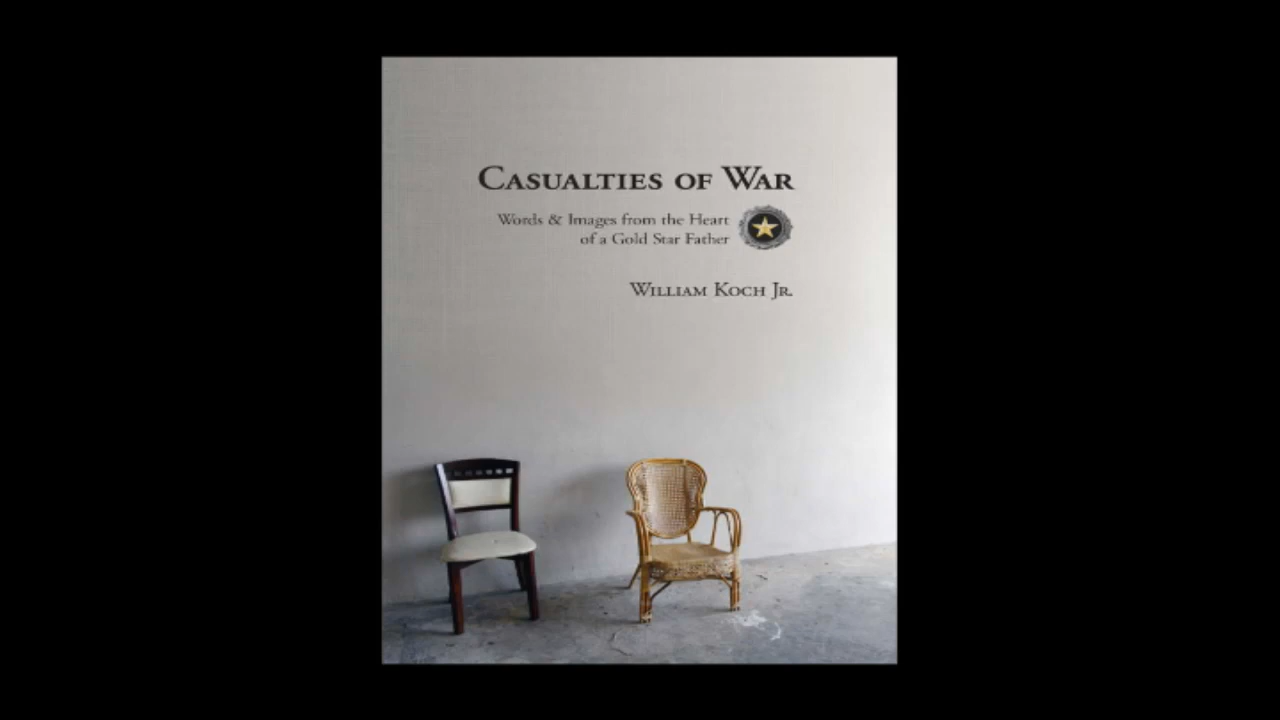 Casualties of War
Words & Images from the Heart
of a Gold Star Father
William Koch Jr.